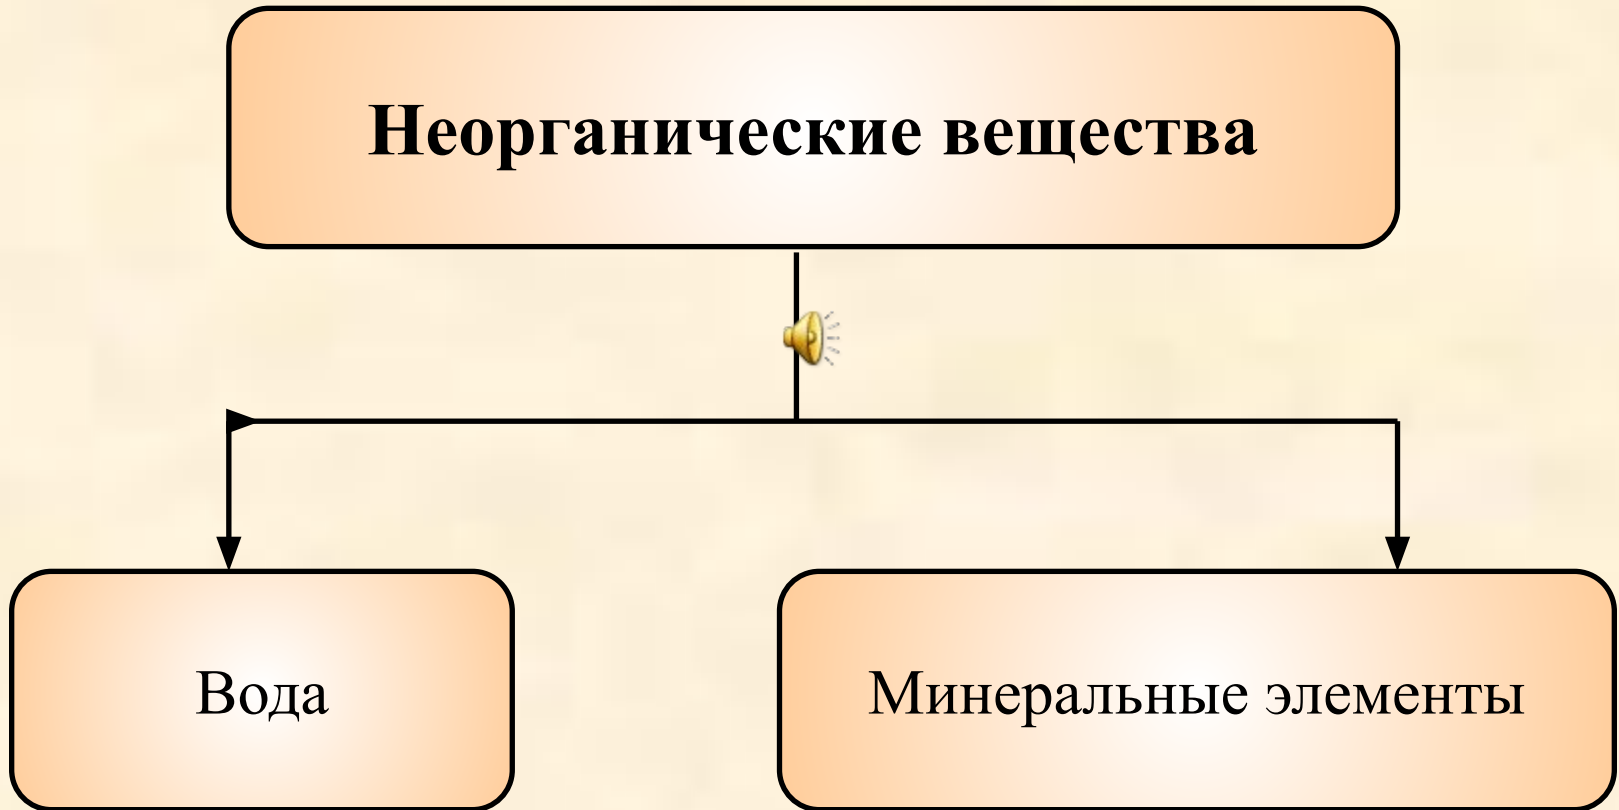 Неорганические вещества
Вода
Минеральные элементы